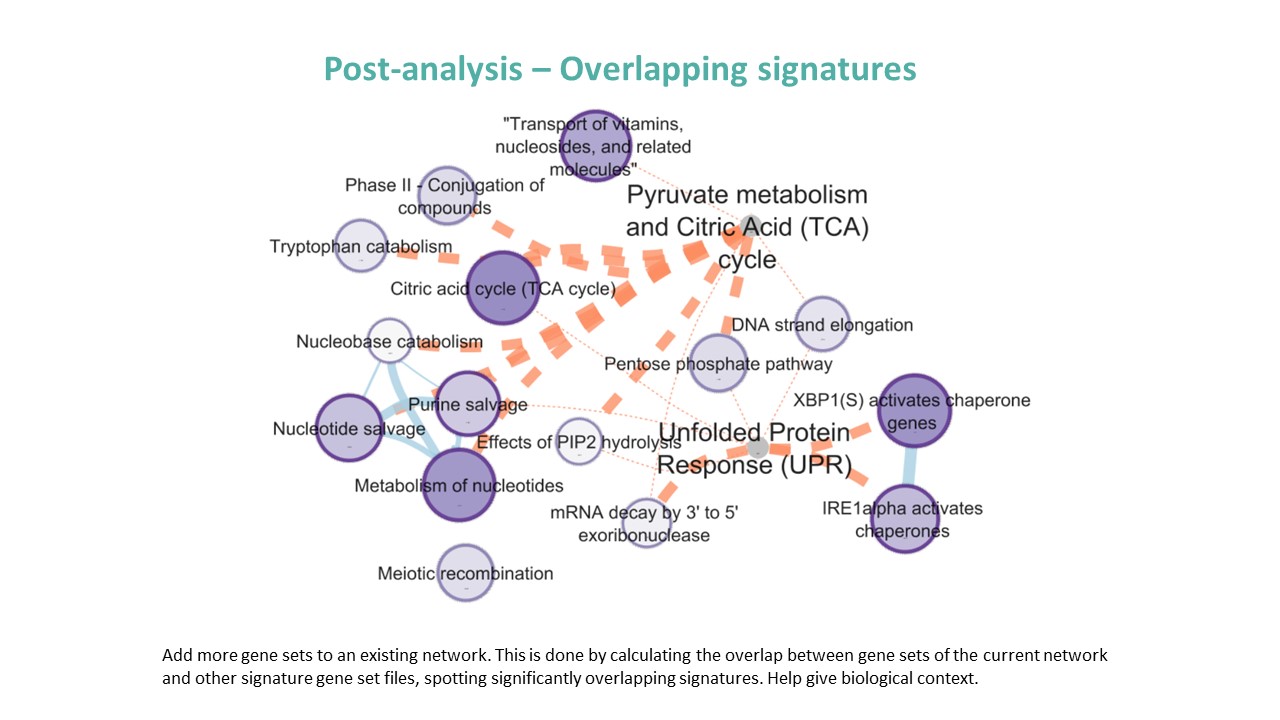 Post-analysis – Overlapping signatures
"Transport of vitamins,
nucleosides, and related
molecules"
Phase II - Conjugation of
compounds
Pyruvate metabolism
and Citric Acid (TCA)
cycle
Tryptophan catabolism
Citric acid cycle (TCA cycle)
DNA strand elongation
Nucleobase catabolism
Pentose phosphate pathway
XBP1(S) activates chaperone
genes
Purine salvage
Nucleotide salvage
Effects of PIP2 hydrolysis
Unfolded Protein
Response (UPR)
Metabolism of nucleotides
mRNA decay by 3' to 5'
exoribonuclease
IRE1alpha activates
chaperones
Meiotic recombination
Add more gene sets to an existing network. This is done by calculating the overlap between gene sets of the current network
and other signature gene set files, spotting significantly overlapping signatures. Help give biological context.